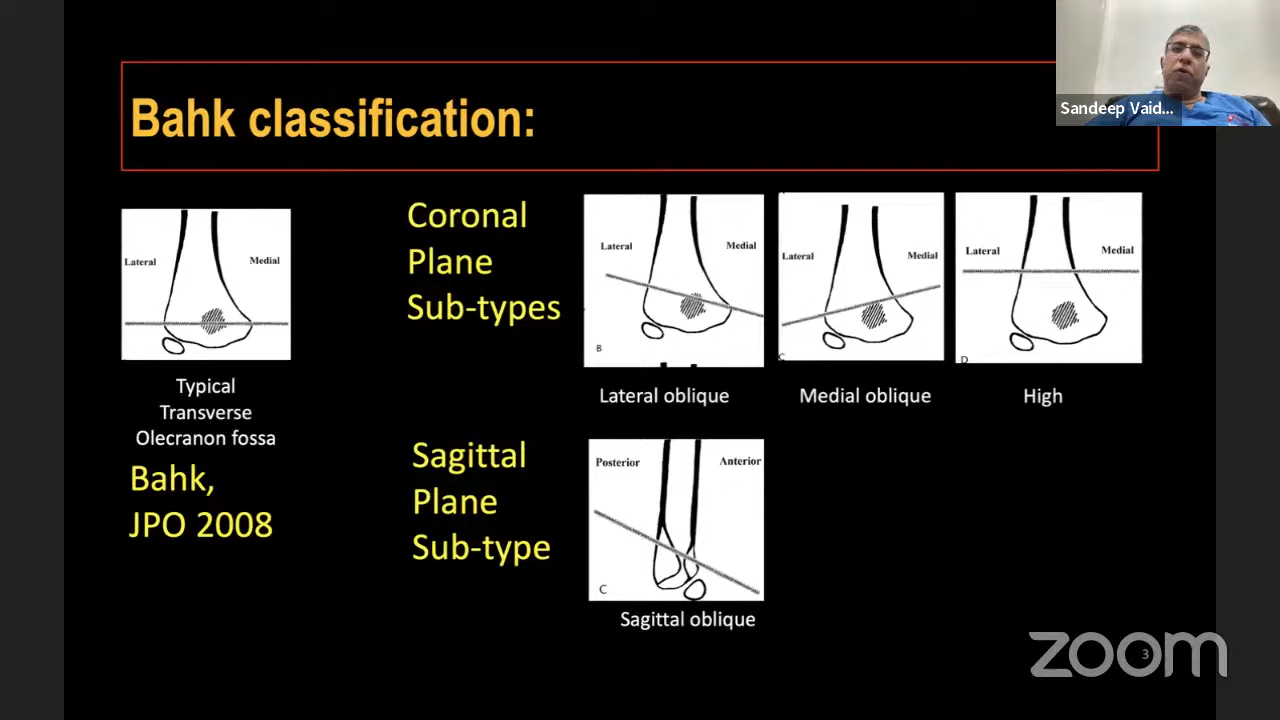 Sandeep Vaid...
Bahk classification:
Lateral
Medial
Typical
Transverse
Olecranon fossa
Bahk,
JPO 2008
Coronal
Plane
Sub-types
Lateral
Medial
B
Lateral oblique
Lateral
Medial
C
Medial oblique
Lateral
Medial
D
High
Sagittal
Plane
Sub-type
Posterior
Anterior
C
Sagittal oblique
zoom
3